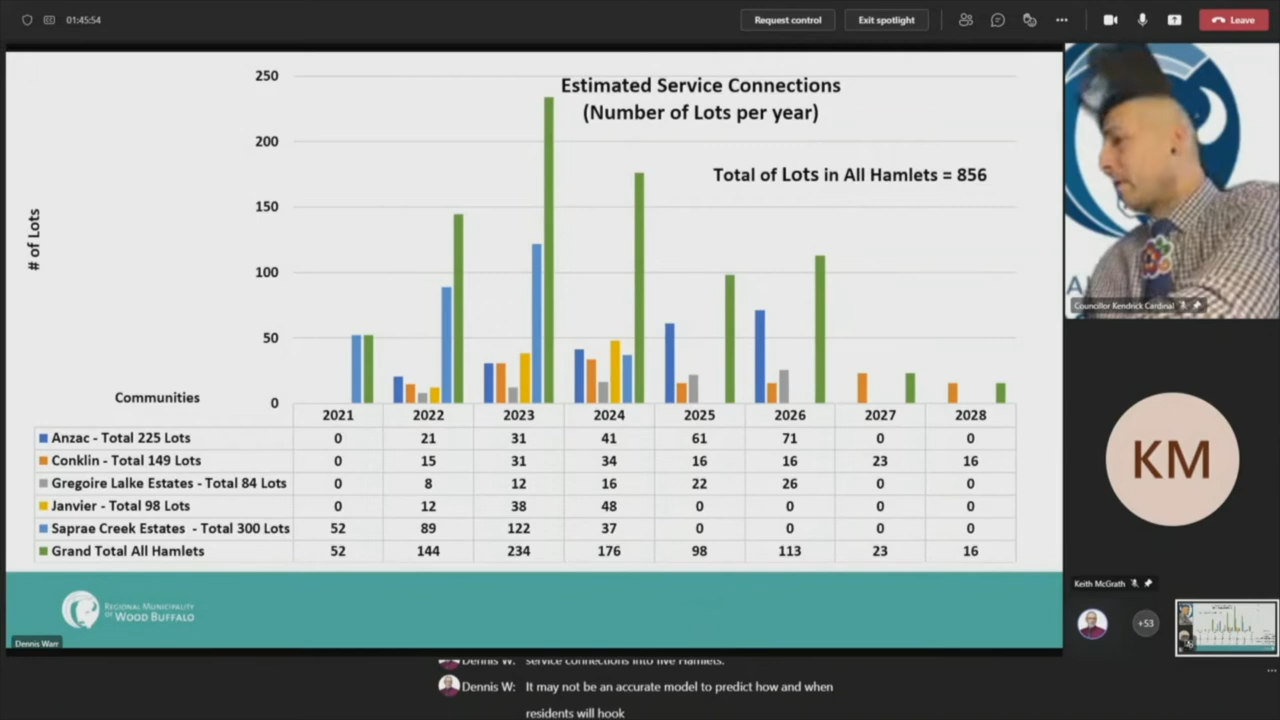 01:45:54
Request control
Exit spotlight
Leave
Estimated Service Connections
(Number of Lots per year)
Total of Lots in All Hamlets = 856
# of Lots
250
200
150
100
50
0
Communities
2021 2022 2023 2024 2025 2026 2027 2028
Anzac - Total 225 Lots 0 21 31 41 61 71 0 0
Conklin - Total 149 Lots 0 15 31 34 16 16 23 16
Gregoire Lalke Estates - Total 84 Lots 0 8 12 16 22 26 0 0
Janvier - Total 98 Lots 0 12 38 48 0 0 0 0
Saprae Creek Estates - Total 300 Lots 52 89 122 37 0 0 0 0
Grand Total All Hamlets 52 144 234 176 98 113 23 16
REGIONAL MUNICIPALITY
OF WOOD BUFFALO
Dennis Warr
Councillor Kendrick Cardinal
KM
Keith McGrath
+53
Dennis W: service connections into five Hamlets.
Dennis W: It may not be an accurate model to predict how and when
residents will hook